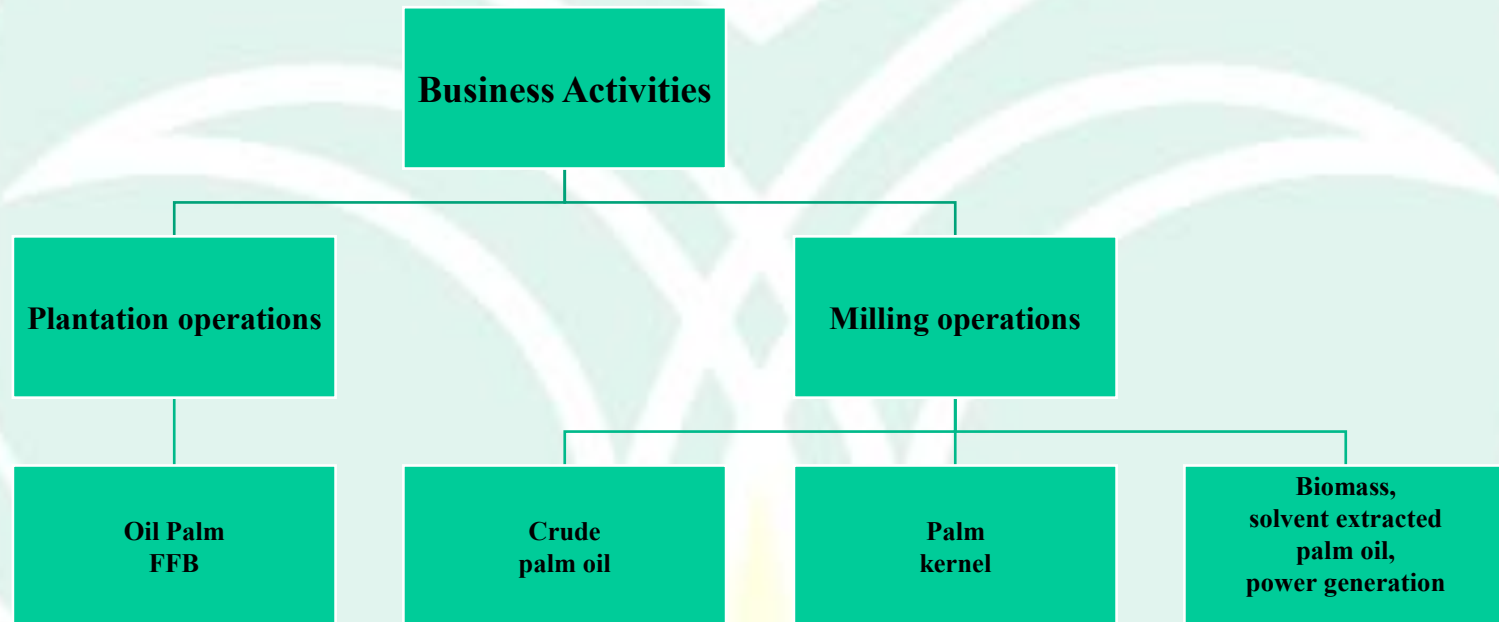 Business Activities
Plantation operations
Milling operations
Oil Palm
FFB
Crude
palm oil
Palm
kernel
Biomass,
solvent extracted
palm oil,
power generation